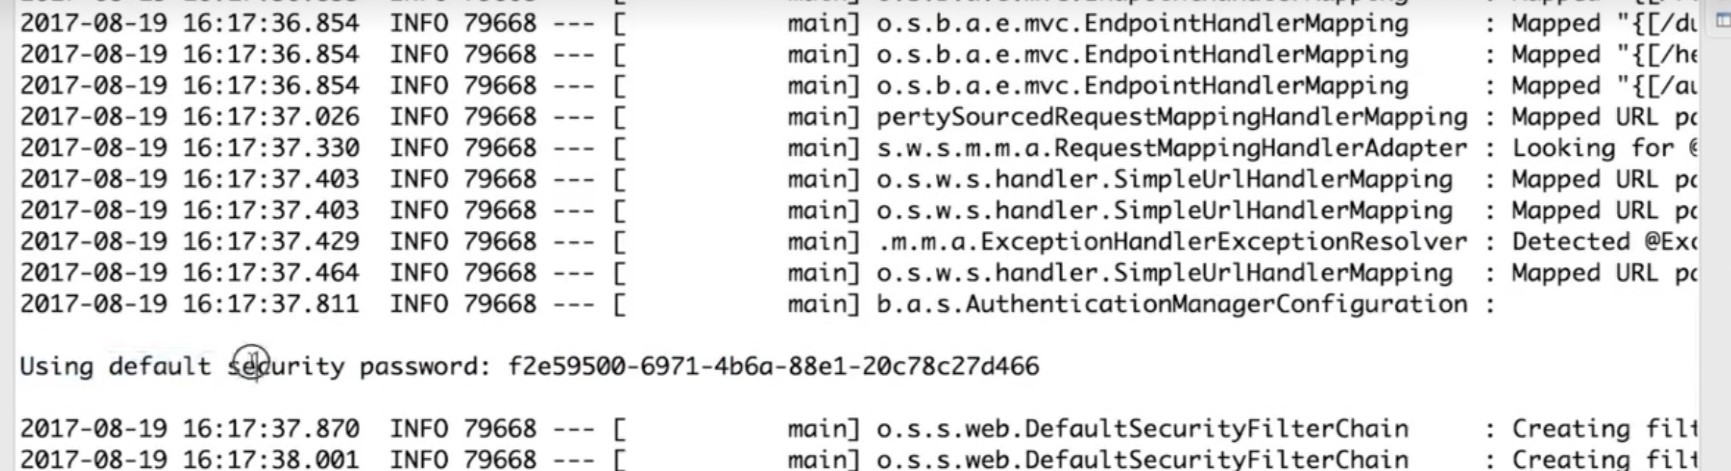 2017-08-19 16:17:36.854  INFO 79668 --- [           main] o.s.b.a.e.mvc.EndpointHandlerMapping     : Mapped "{[/du
2017-08-19 16:17:36.854  INFO 79668 --- [           main] o.s.b.a.e.mvc.EndpointHandlerMapping     : Mapped "{[/he
2017-08-19 16:17:36.854  INFO 79668 --- [           main] o.s.b.a.e.mvc.EndpointHandlerMapping     : Mapped "{[/au
2017-08-19 16:17:37.026  INFO 79668 --- [           main] pertySourcedRequestMappingHandlerMapping : Mapped URL pa
2017-08-19 16:17:37.330  INFO 79668 --- [           main] s.w.s.m.m.a.RequestMappingHandlerAdapter : Looking for @
2017-08-19 16:17:37.403  INFO 79668 --- [           main] o.s.w.s.handler.SimpleUrlHandlerMapping  : Mapped URL pa
2017-08-19 16:17:37.403  INFO 79668 --- [           main] o.s.w.s.handler.SimpleUrlHandlerMapping  : Mapped URL pa
2017-08-19 16:17:37.429  INFO 79668 --- [           main] .m.m.a.ExceptionHandlerExceptionResolver : Detected @Exc
2017-08-19 16:17:37.464  INFO 79668 --- [           main] o.s.w.s.handler.SimpleUrlHandlerMapping  : Mapped URL pa
2017-08-19 16:17:37.811  INFO 79668 --- [           main] b.a.s.AuthenticationManagerConfiguration :
Using default security password: f2e59500-6971-4b6a-88e1-20c78c27d466
2017-08-19 16:17:37.870  INFO 79668 --- [           main] o.s.s.web.DefaultSecurityFilterChain     : Creating filt
2017-08-19 16:17:38.001  INFO 79668 --- [           main] o.s.s.web.DefaultSecurityFilterChain     : Creating filt